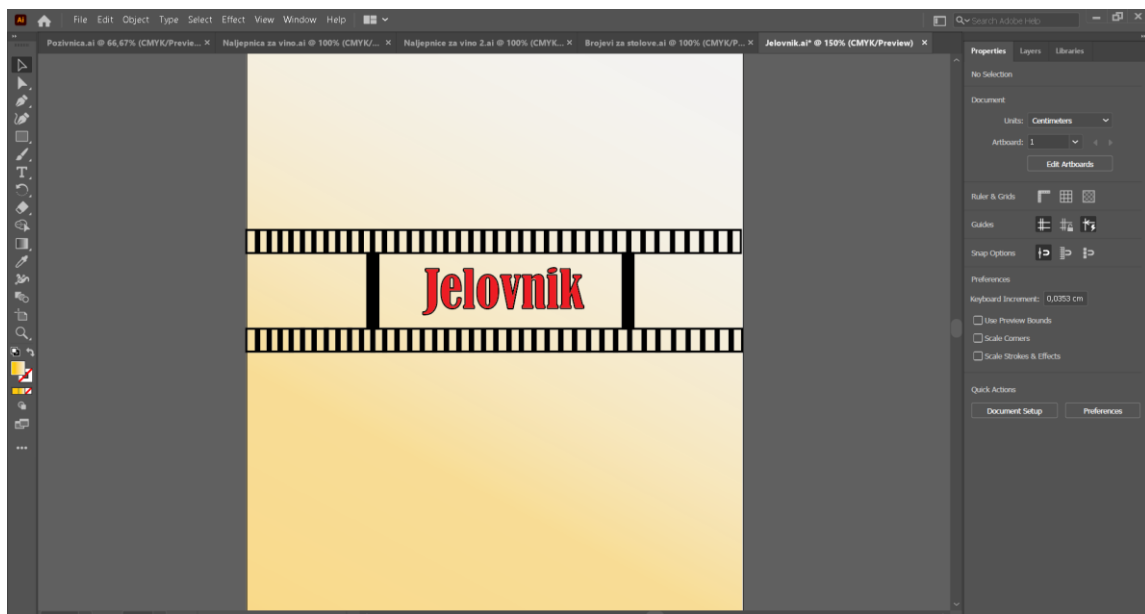 Ai File Edit Object Type Select Effect View Window Help Search Adobe Help
Pozivnica.ai @ 66,67% (CMYK/Previe... × Naljepnica za vino.ai @ 100% (CMYK/... × Naljepnice za vino 2.ai @ 100% (CMYK... × Brojevi za stolove.ai @ 100% (CMYK/P... × Jelovnik.ai* @ 150% (CMYK/Preview) ×
Jelovnik
Properties Layers Libraries
No Selection
Document
Units: Centimeters
Artboard: 1
Edit Artboards
Ruler & Grids
Guides
Snap Options
Preferences
Keyboard Increment: 0,0353 cm
Use Preview Bounds
Scale Corners
Scale Strokes & Effects
Quick Actions
Document Setup Preferences